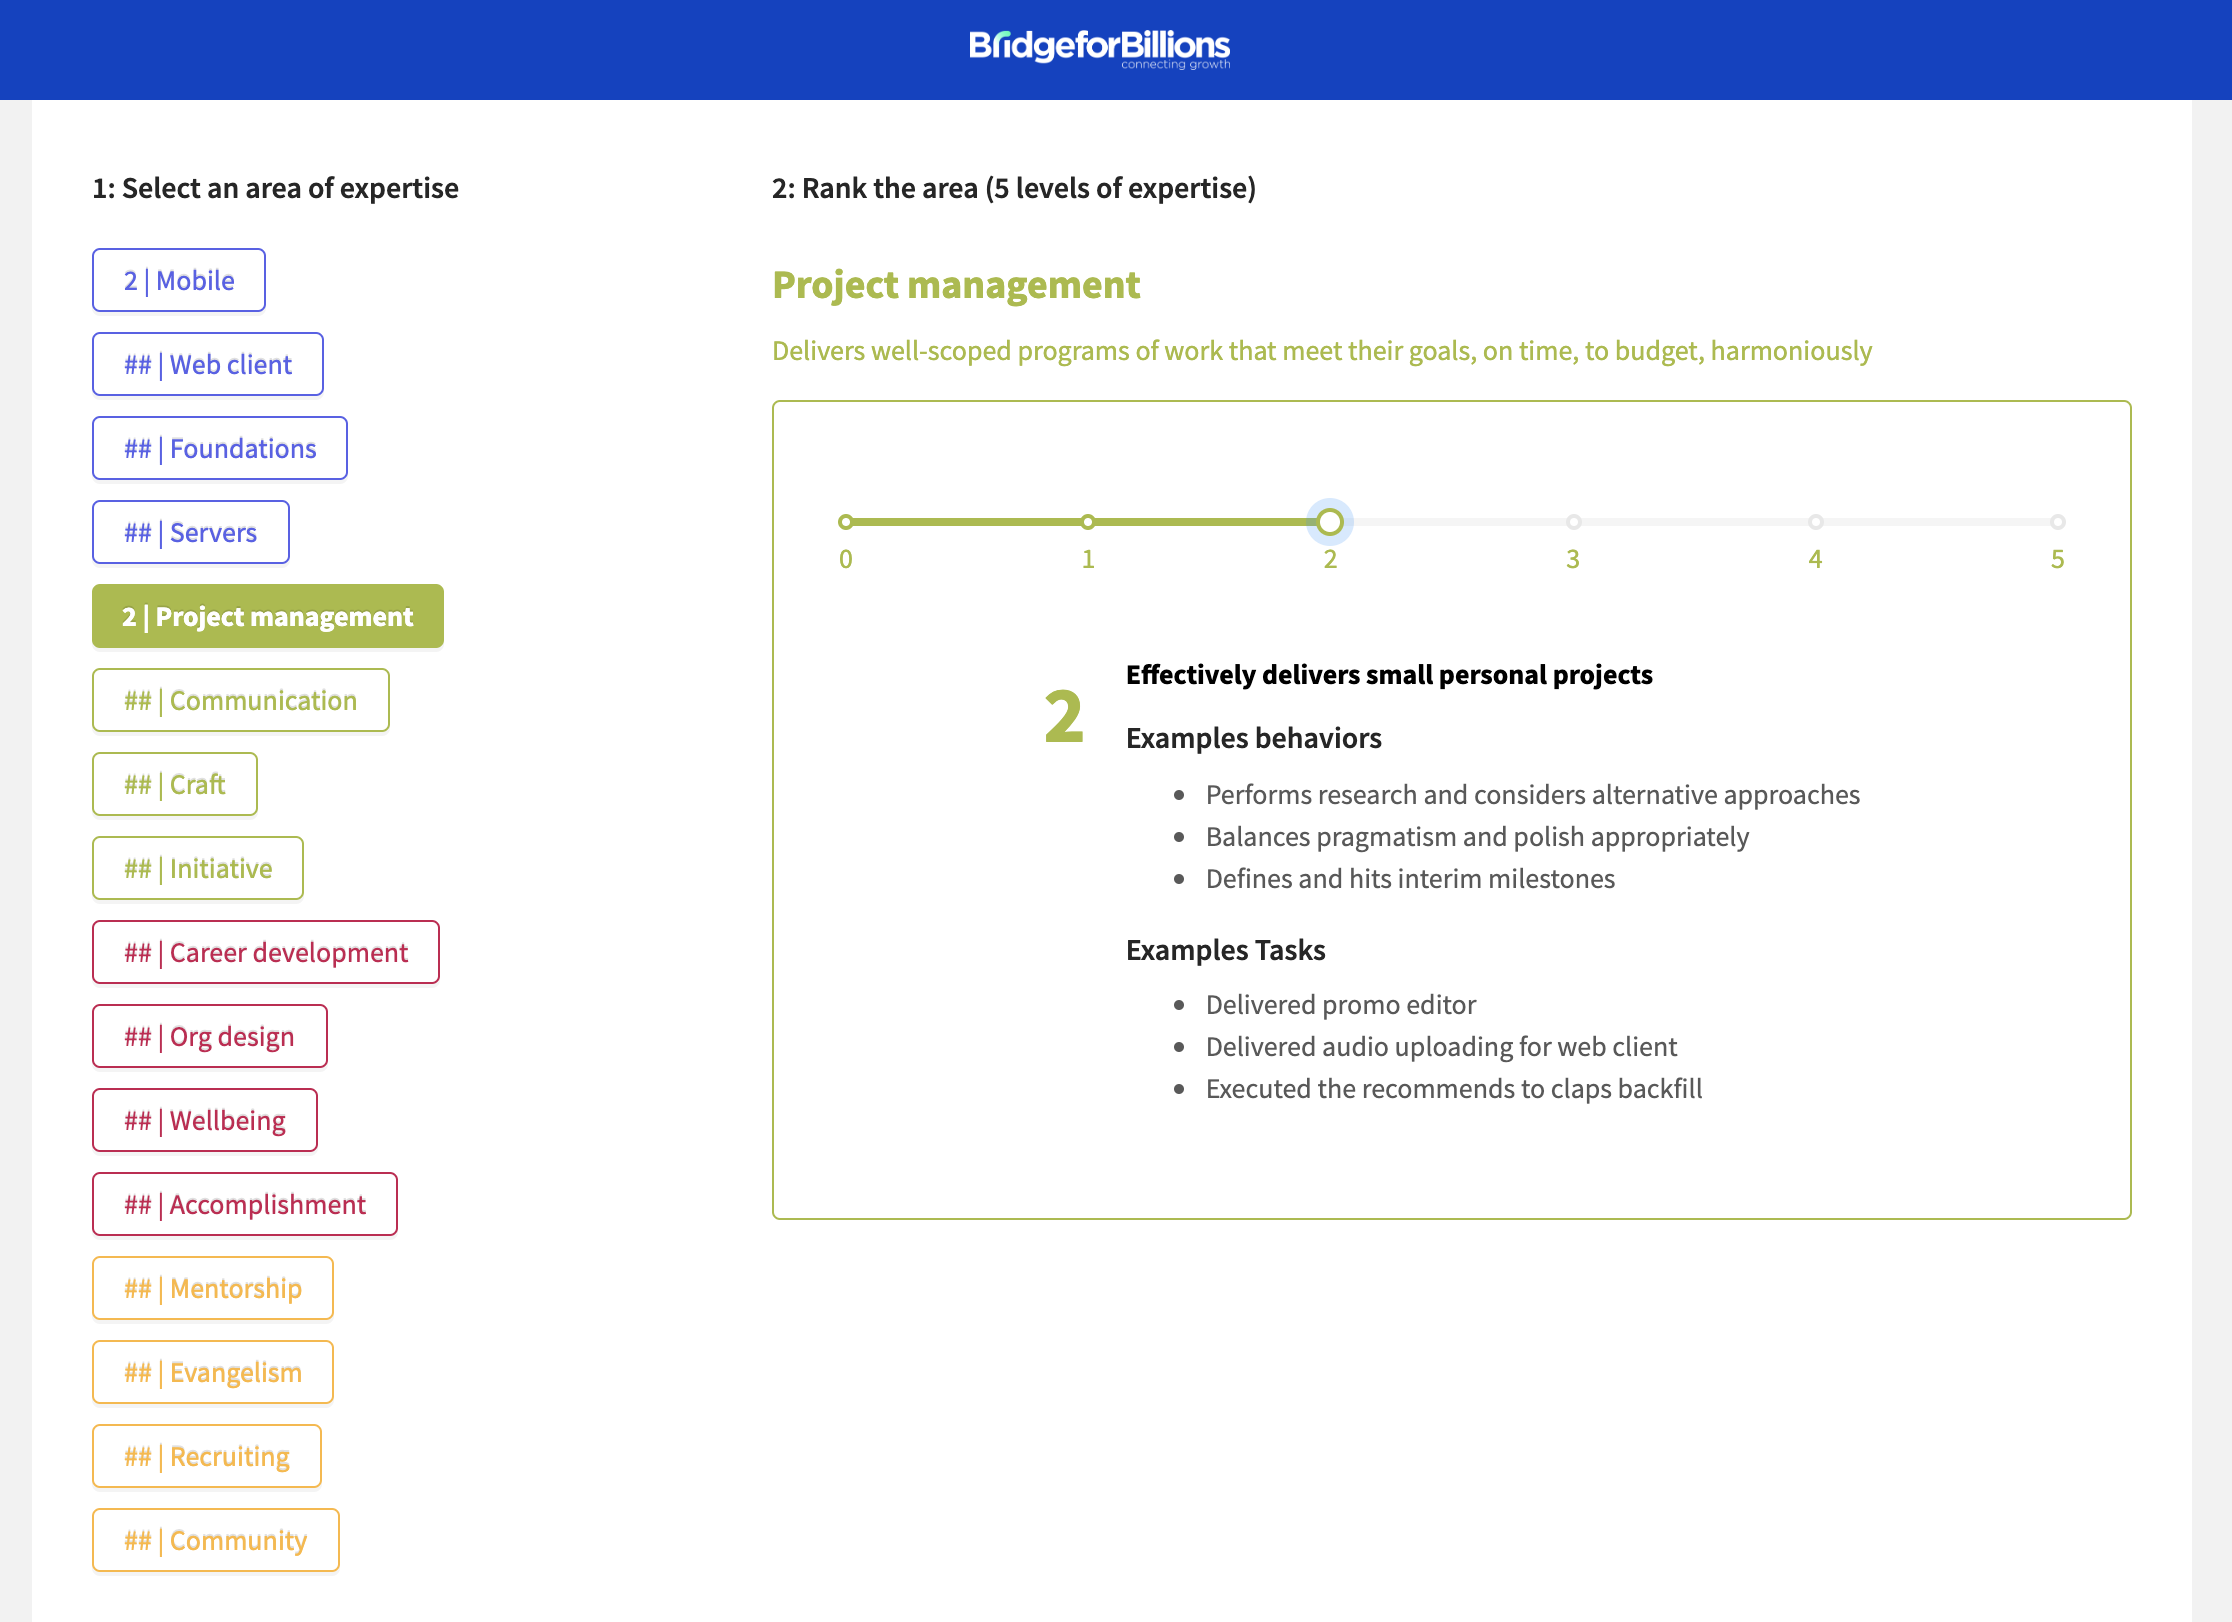 BridgeforBillions
connecting growth
1: Select an area of expertise
2 | Mobile
## | Web client
## | Foundations
## | Servers
2 | Project management
## | Communication
## | Craft
## | Initiative
## | Career development
## | Org design
## | Wellbeing
## | Accomplishment
## | Mentorship
## | Evangelism
## | Recruiting
## | Community
2: Rank the area (5 levels of expertise)
Project management
Delivers well-scoped programs of work that meet their goals, on time, to budget, harmoniously
0 1 2 3 4 5
2
Effectively delivers small personal projects
Examples behaviors
• Performs research and considers alternative approaches
• Balances pragmatism and polish appropriately
• Defines and hits interim milestones
Examples Tasks
• Delivered promo editor
• Delivered audio uploading for web client
• Executed the recommends to claps backfill